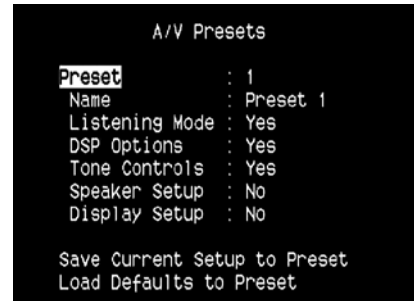 A/V Presets
Preset : 1
Name : Preset 1
Listening Mode : Yes
DSP Options : Yes
Tone Controls : Yes
Speaker Setup : No
Display Setup : No
Save Current Setup to Preset
Load Defaults to Preset